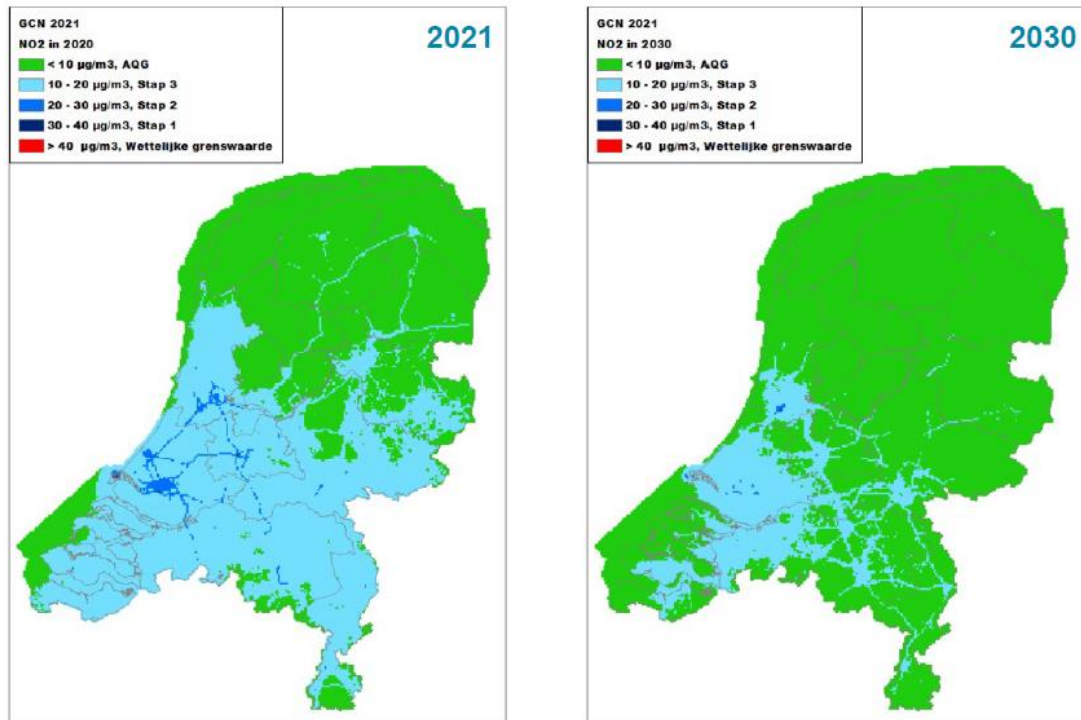 GCN 2021
2021
NO2 in 2020
< 10 µg/m3, AQG
10 - 20 µg/m3, Stap 3
20 - 30 µg/m3, Stap 2
30 - 40 µg/m3, Stap 1
> 40 µg/m3, Wettelijke grenswaarde
GCN 2021
2030
NO2 in 2030
< 10 µg/m3, AQG
10 - 20 µg/m3, Stap 3
20 - 30 µg/m3, Stap 2
30 - 40 µg/m3, Stap 1
> 40 µg/m3, Wettelijke grenswaarde